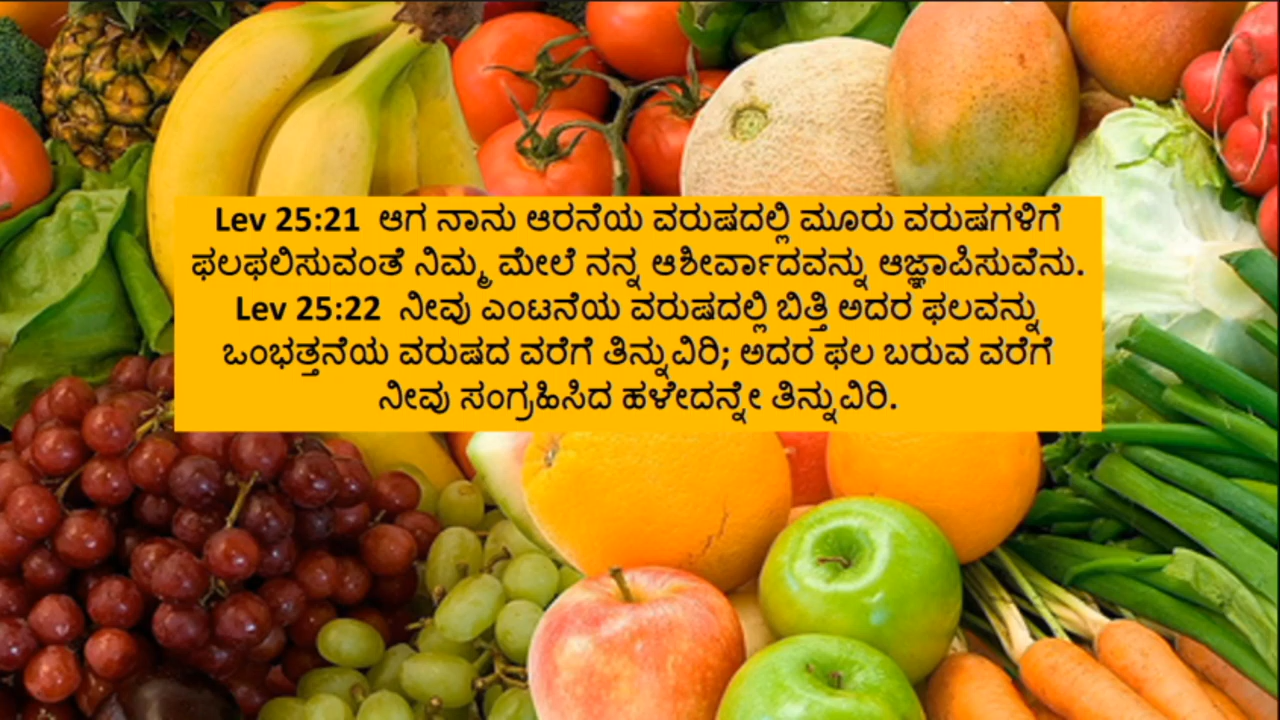 Lev 25:21 ಆಗ ನಾನು ಆರನೆಯ ವರುಷದಲ್ಲಿ ಮೂರು ವರುಷಗಳಿಗೆ
ಫಲಫಲಿಸುವಂತೆ ನಿಮ್ಮ ಮೇಲೆ ನನ್ನ ಆಶೀರ್ವಾದವನ್ನು ಆಜ್ಞಾಪಿಸುವೆನು.
Lev 25:22 ನೀವು ಎಂಟನೆಯ ವರುಷದಲ್ಲಿ ಬಿತ್ತಿ ಅದರ ಫಲವನ್ನು
ಒಂಭತ್ತನೆಯ ವರುಷದ ವರೆಗೆ ತಿನ್ನುವಿರಿ; ಅದರ ಫಲ ಬರುವ ವರೆಗೆ
ನೀವು ಸಂಗ್ರಹಿಸಿದ ಹಳೇದನ್ನೇ ತಿನ್ನುವಿರಿ.